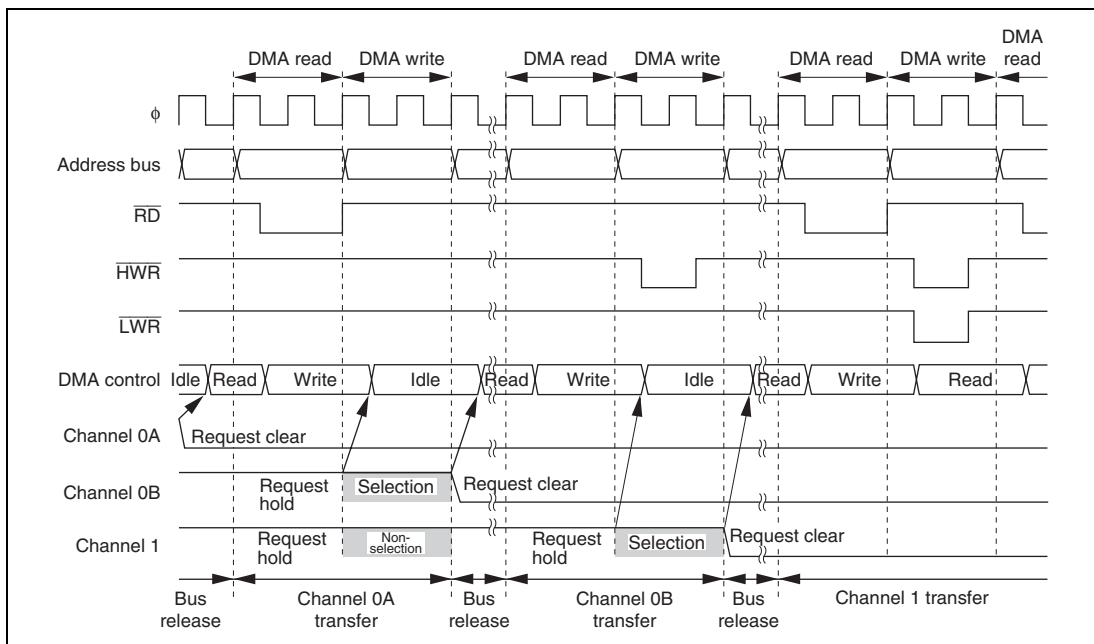 DMA read DMA write DMA read DMA write DMA read DMA write DMA read
φ
Address bus
RD
HWR
LWR
DMA control Idle Read Write Idle Read Write Idle Read Write Read
Channel 0A Request clear
Channel 0B Request hold Selection Request clear
Channel 1 Request hold Non-selection Request hold Selection Request clear
Bus release Channel 0A transfer Bus release Channel 0B transfer Bus release Channel 1 transfer